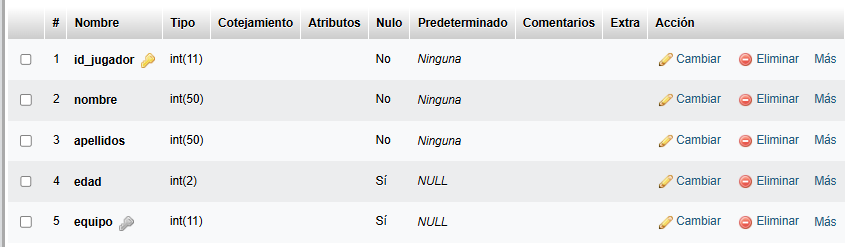 # Nombre Tipo Cotejamiento Atributos Nulo Predeterminado Comentarios Extra Acción
1 id_jugador int(11) No Ninguna Cambiar Eliminar Más
2 nombre int(50) No Ninguna Cambiar Eliminar Más
3 apellidos int(50) No Ninguna Cambiar Eliminar Más
4 edad int(2) Sí NULL Cambiar Eliminar Más
5 equipo int(11) Sí NULL Cambiar Eliminar Más